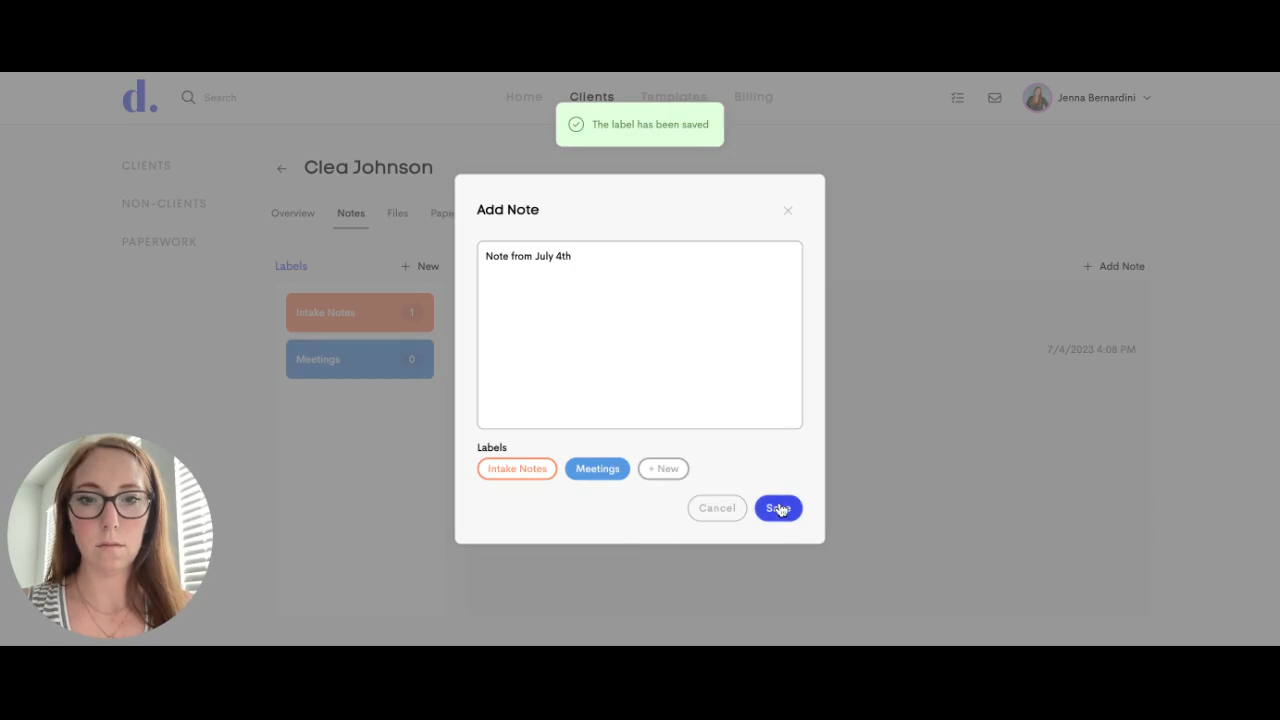 d.
Search
Home
Clients
Templates
Billing
Jenna Bernardini
The label has been saved
CLIENTS
NON-CLIENTS
PAPERWORK
Clea Johnson
Overview
Notes
Files
Labels
+ New
Intake Notes 1
Meetings 0
Add Note
Note from July 4th
Labels
Intake Notes
Meetings
+ New
Cancel
+ Add Note
7/4/2023 4:08 PM